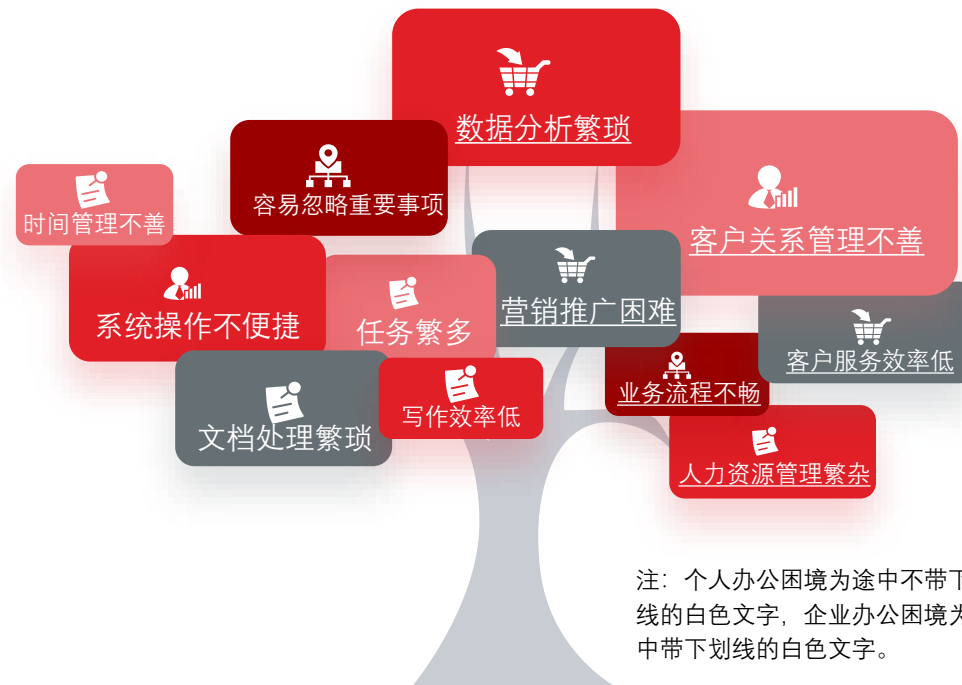 数据分析繁琐
容易忽略重要事项
时间管理不善
客户关系管理不善
系统操作不便捷
任务繁多
营销推广困难
客户服务效率低
业务流程不畅
写作效率低
文档处理繁琐
人力资源管理繁杂
注：个人办公困境为途中不带下
线的白色文字，企业办公困境为
中带下划线的白色文字。